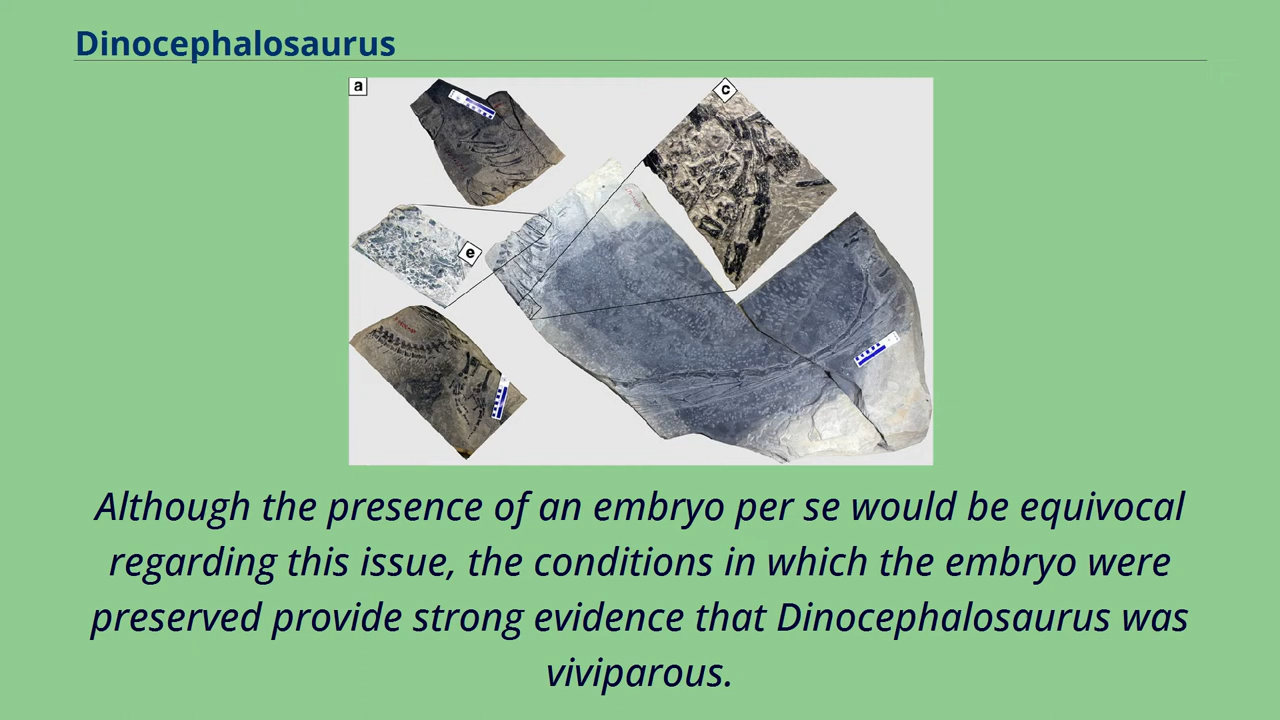 Dinocephalosaurus
a
c
e
Although the presence of an embryo per se would be equivocal
regarding this issue, the conditions in which the embryo were
preserved provide strong evidence that Dinocephalosaurus was
viviparous.